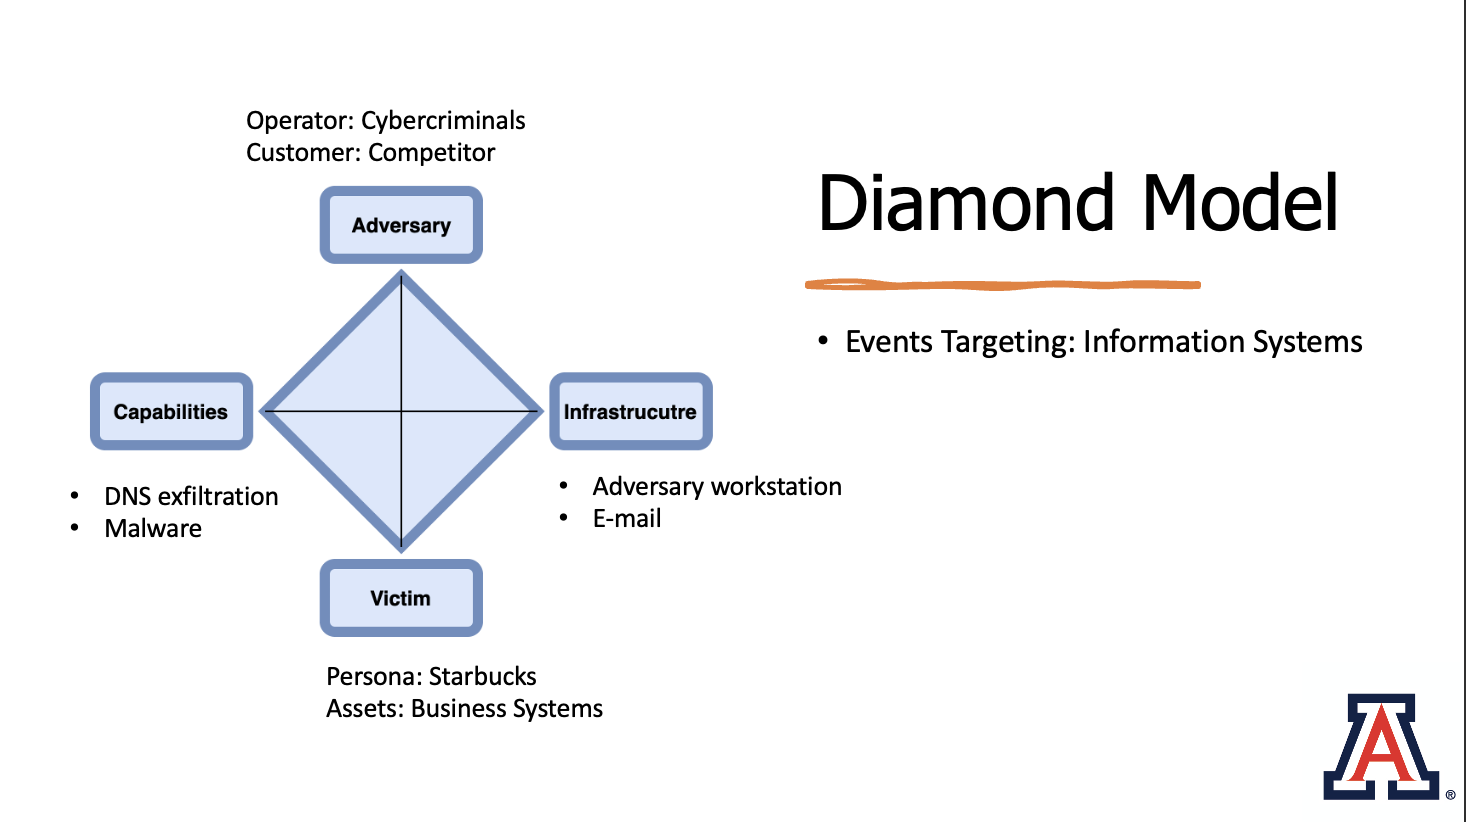 Operator: Cybercriminals
Customer: Competitor
Adversary
Capabilities
Infrastrucutre
• DNS exfiltration
• Malware
• Adversary workstation
• E-mail
Victim
Persona: Starbucks
Assets: Business Systems
Diamond Model
• Events Targeting: Information Systems
A
®